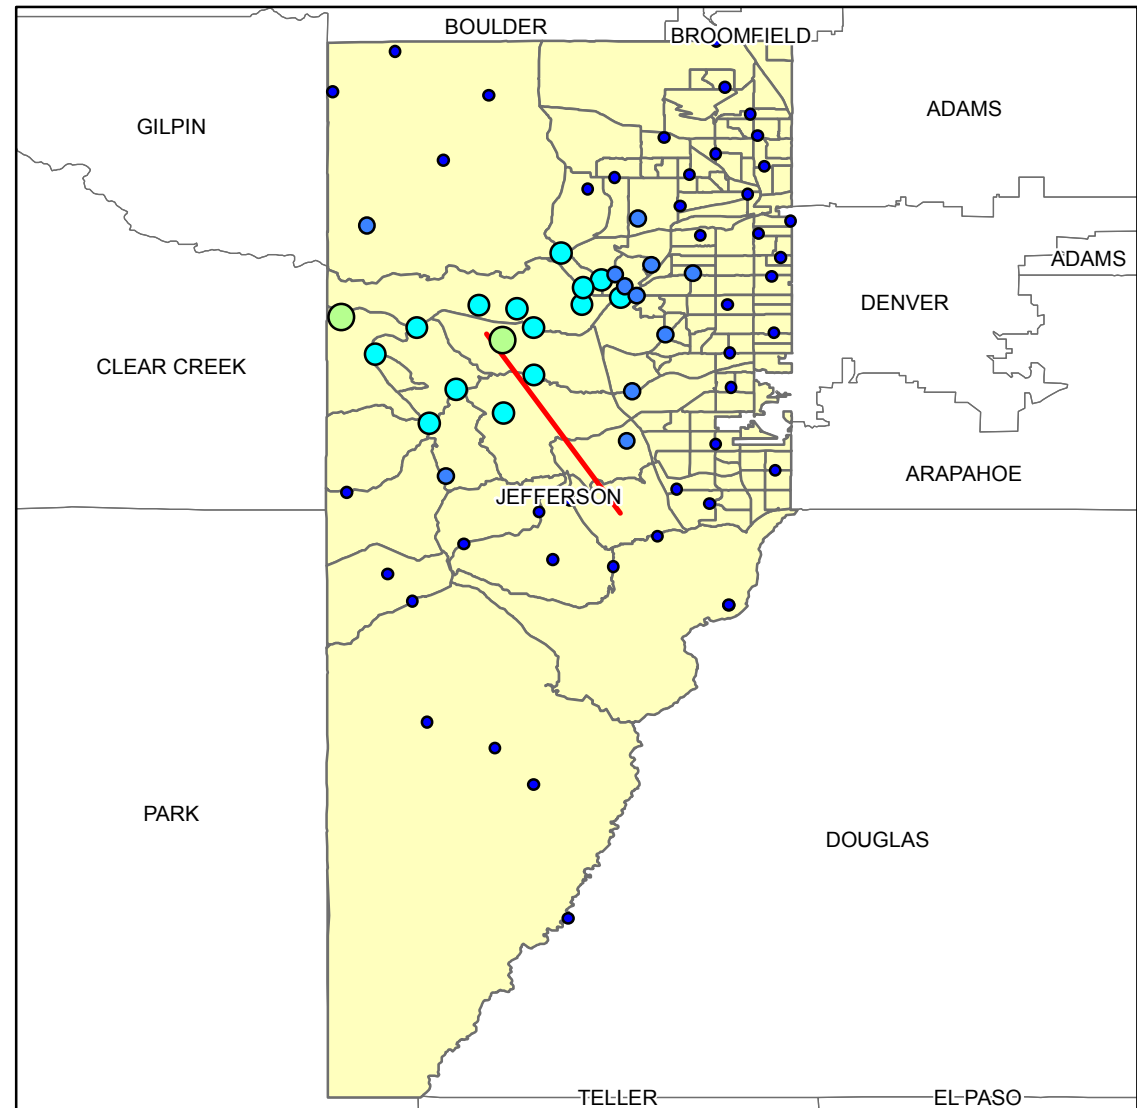 BOULDER
BROOMFIELD
GILPIN
ADAMS
ADAMS
DENVER
CLEAR CREEK
ARAPAHOE
JEFFERSON
PARK
DOUGLAS
TELLER
EL PASO